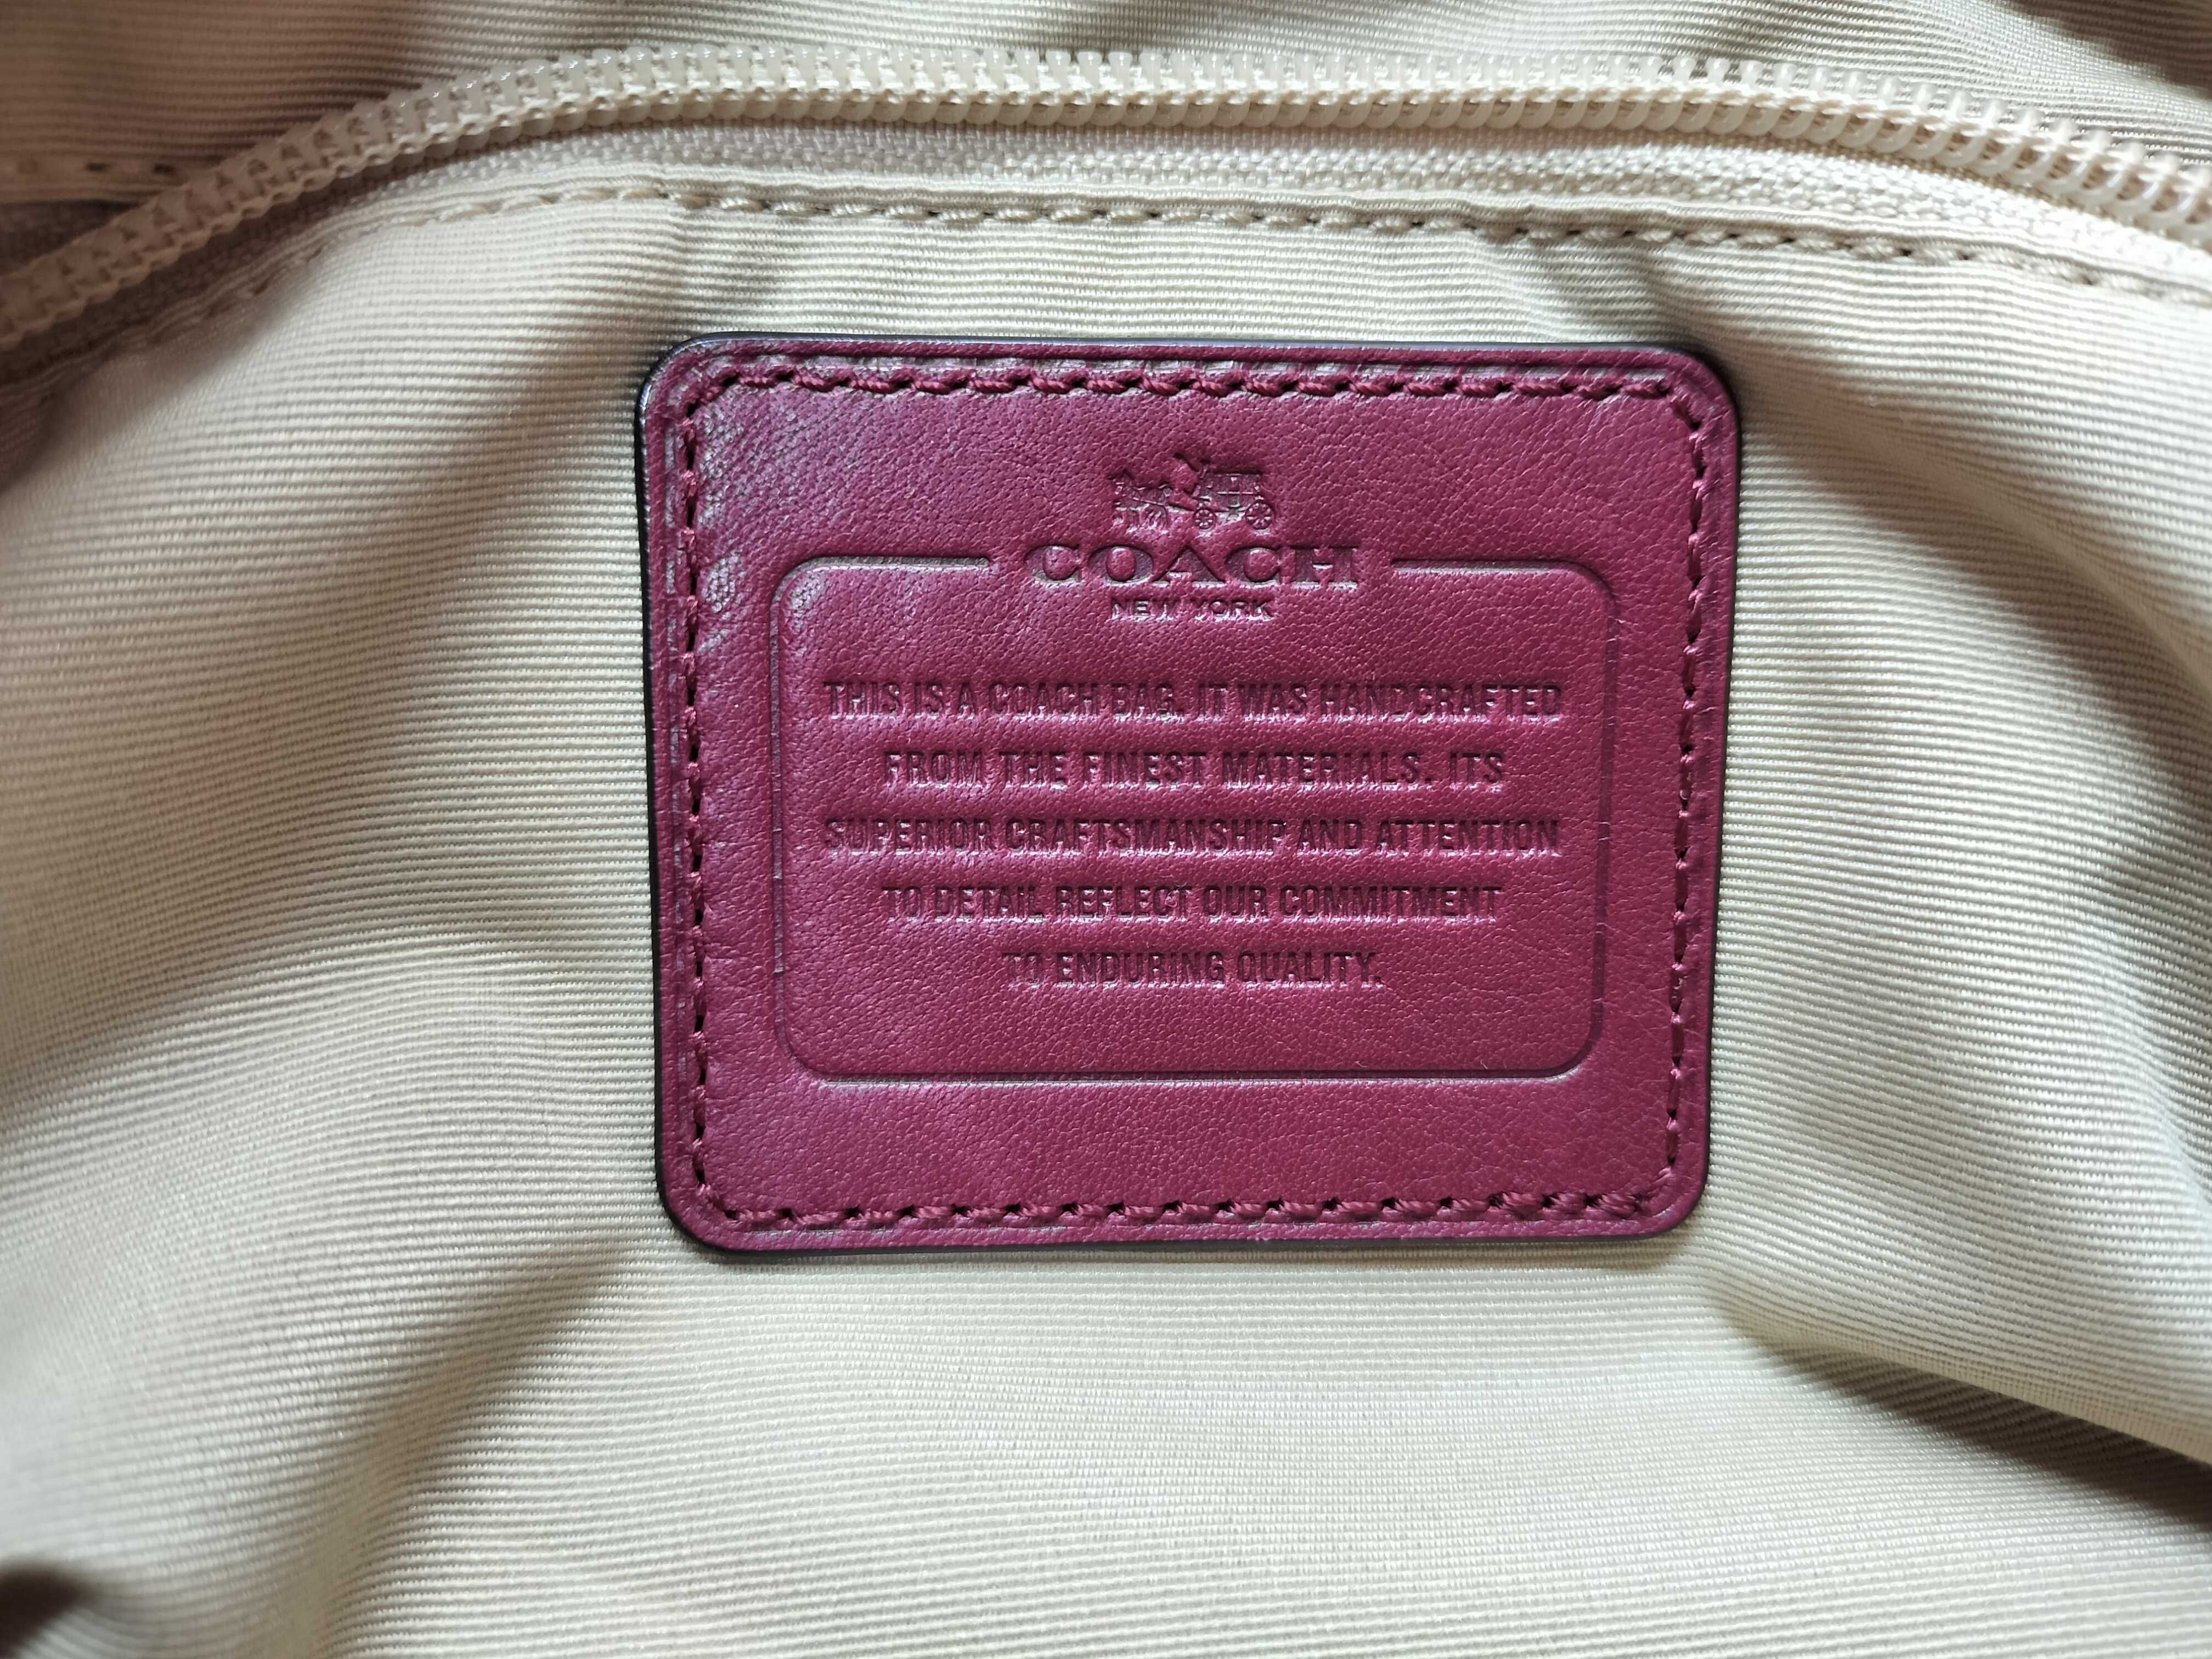 COACH
NEW YORK
THIS IS A COACH BAG. IT WAS HANDCRAFTED
FROM THE FINEST MATERIALS. ITS
SUPERIOR CRAFTSMANSHIP AND ATTENTION
TO DETAIL REFLECT OUR COMMITMENT
TO ENDURING QUALITY.